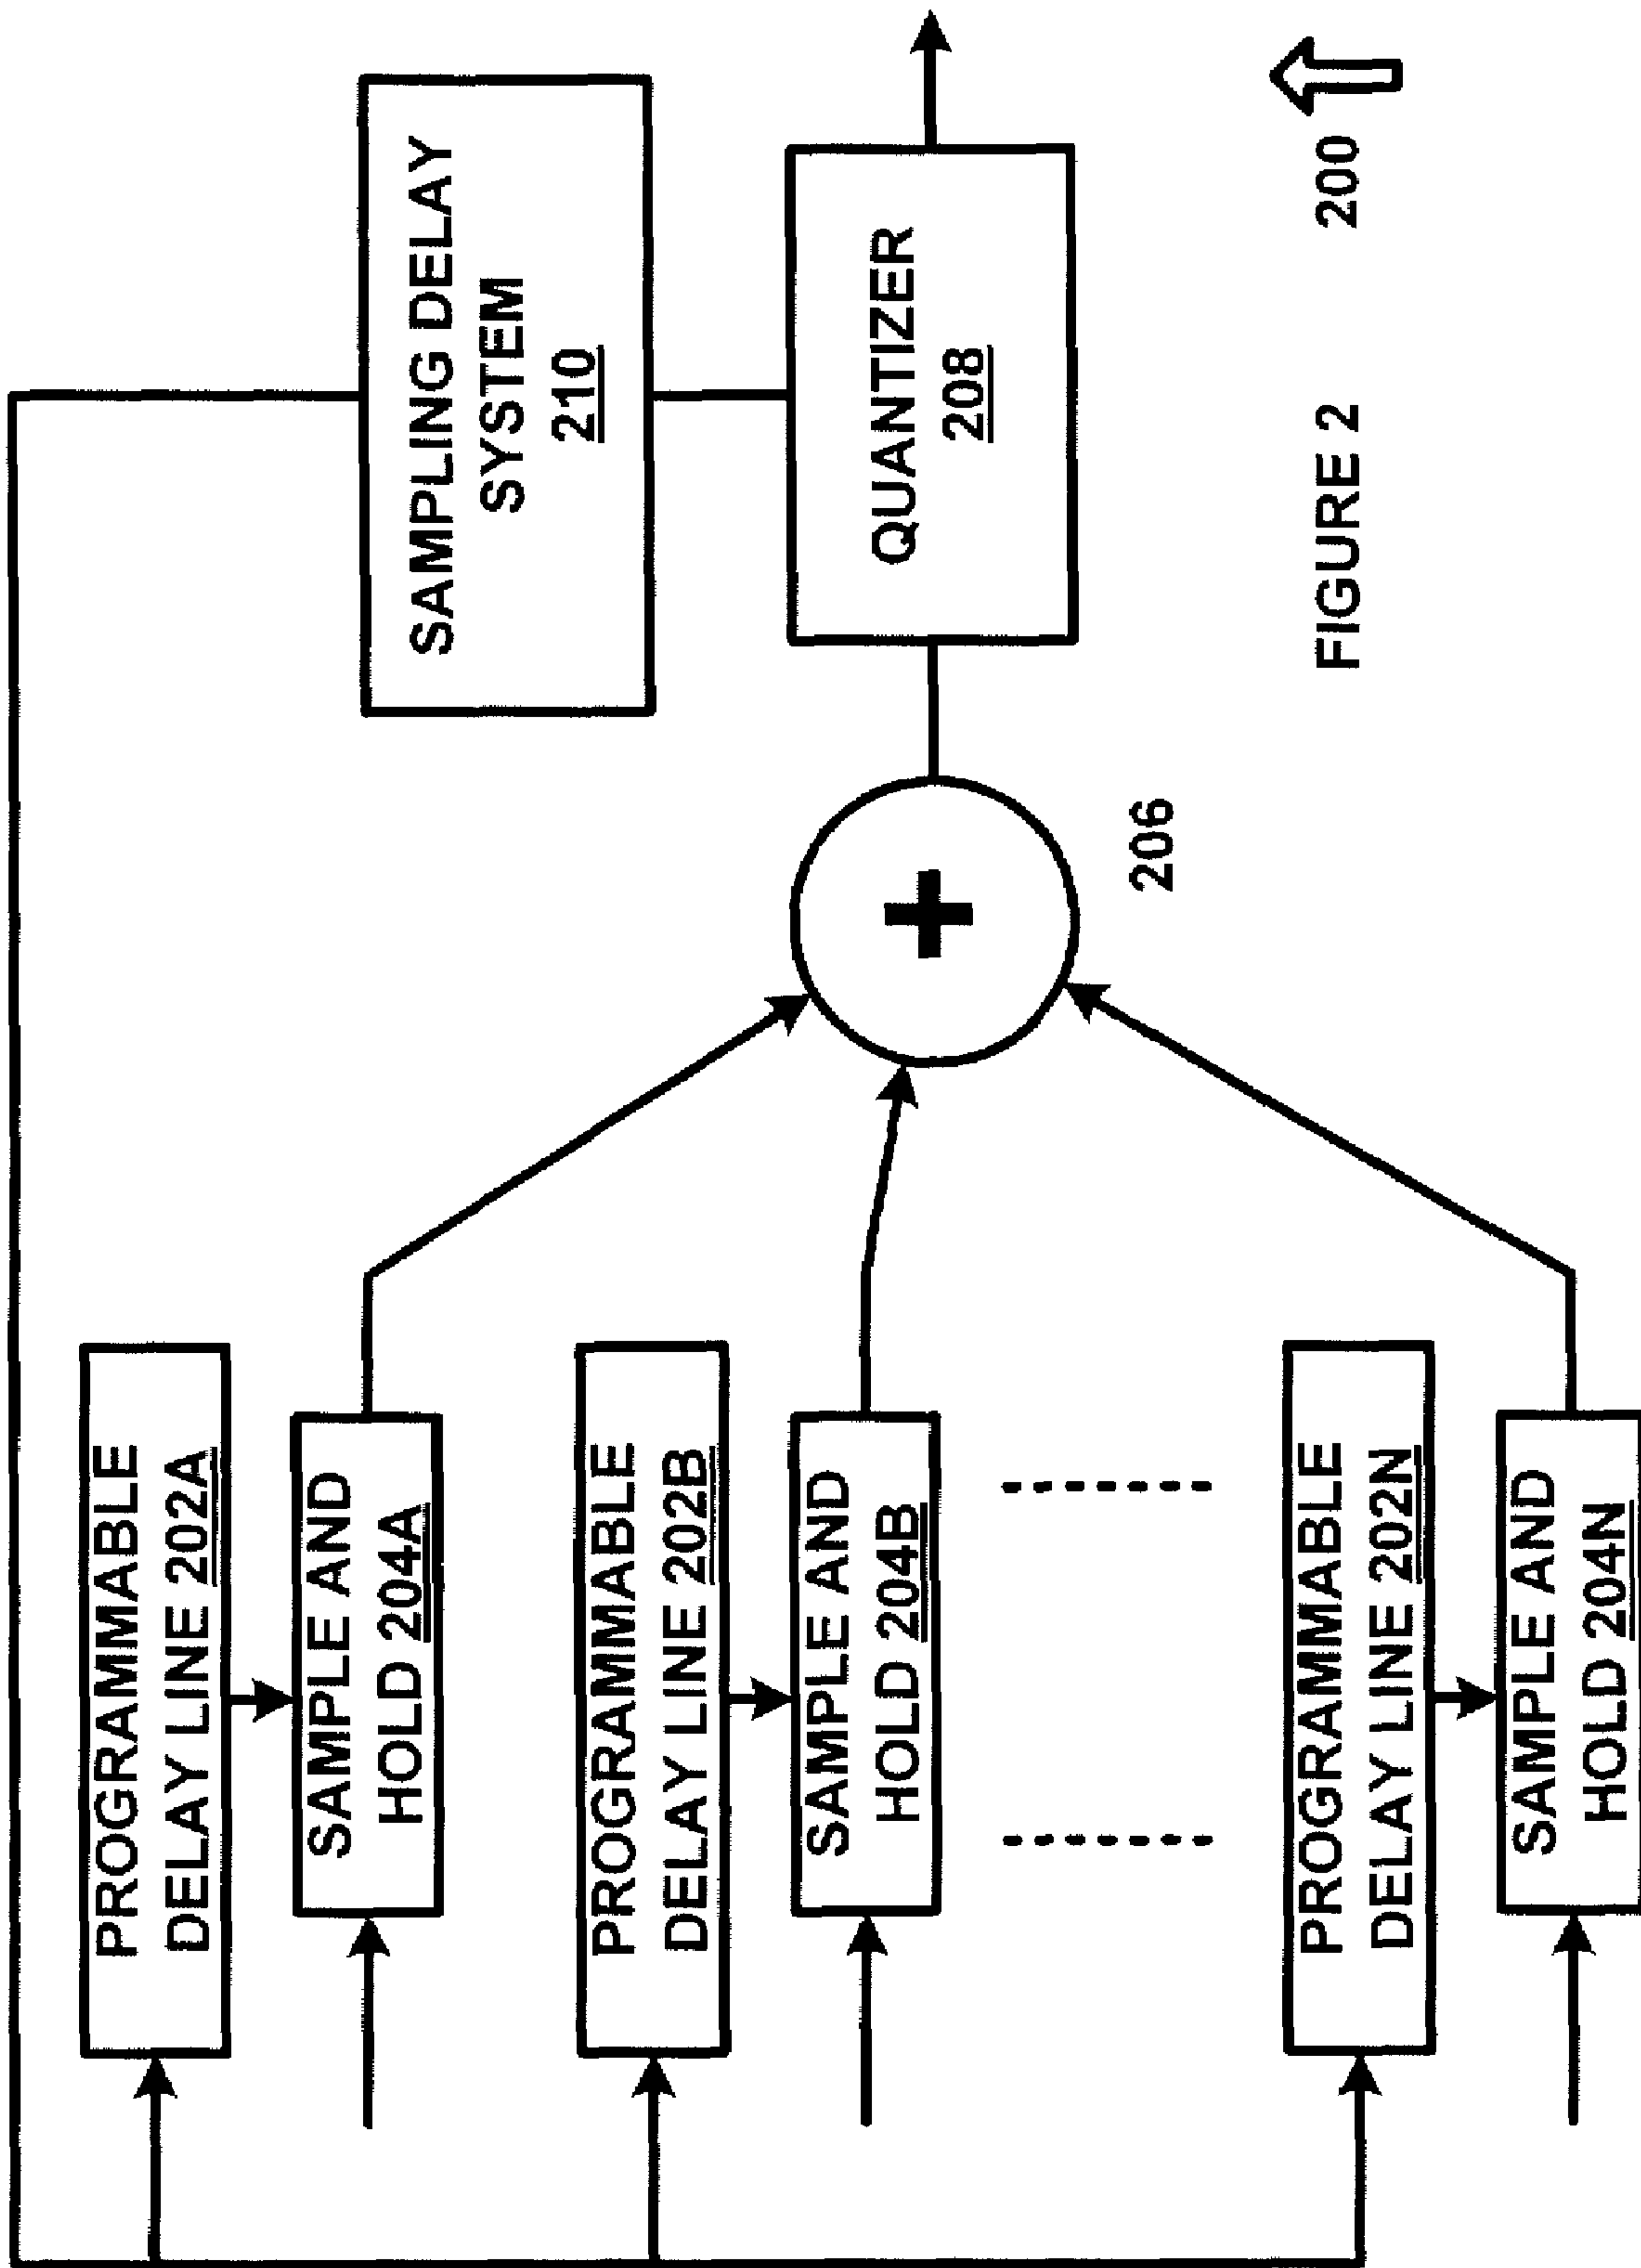 PROGRAMMABLE
DELAY LINE 202A
SAMPLE AND
HOLD 204A
PROGRAMMABLE
DELAY LINE 202B
SAMPLE AND
HOLD 204B
PROGRAMMABLE
DELAY LINE 202N
SAMPLE AND
HOLD 204N
+
206
SAMPLING DELAY
SYSTEM
210
QUANTIZER
208
FIGURE 2
200